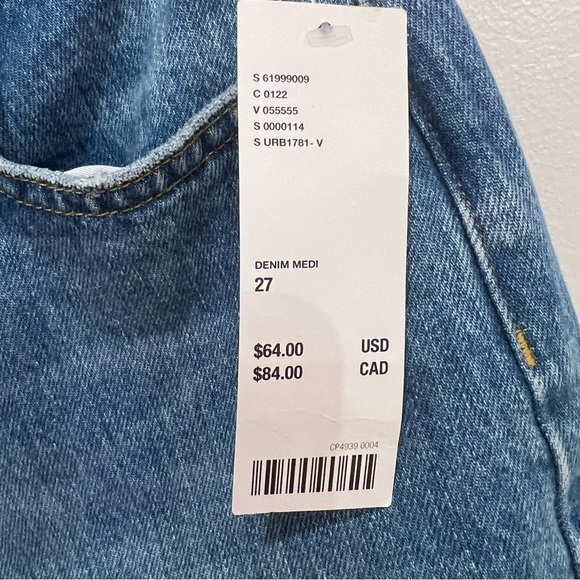 S 61999009
C 0122
V 055555
S 0000114
S URB1781- V
DENIM MEDI
27
$64.00 USD
$84.00 CAD
CP4939 0004